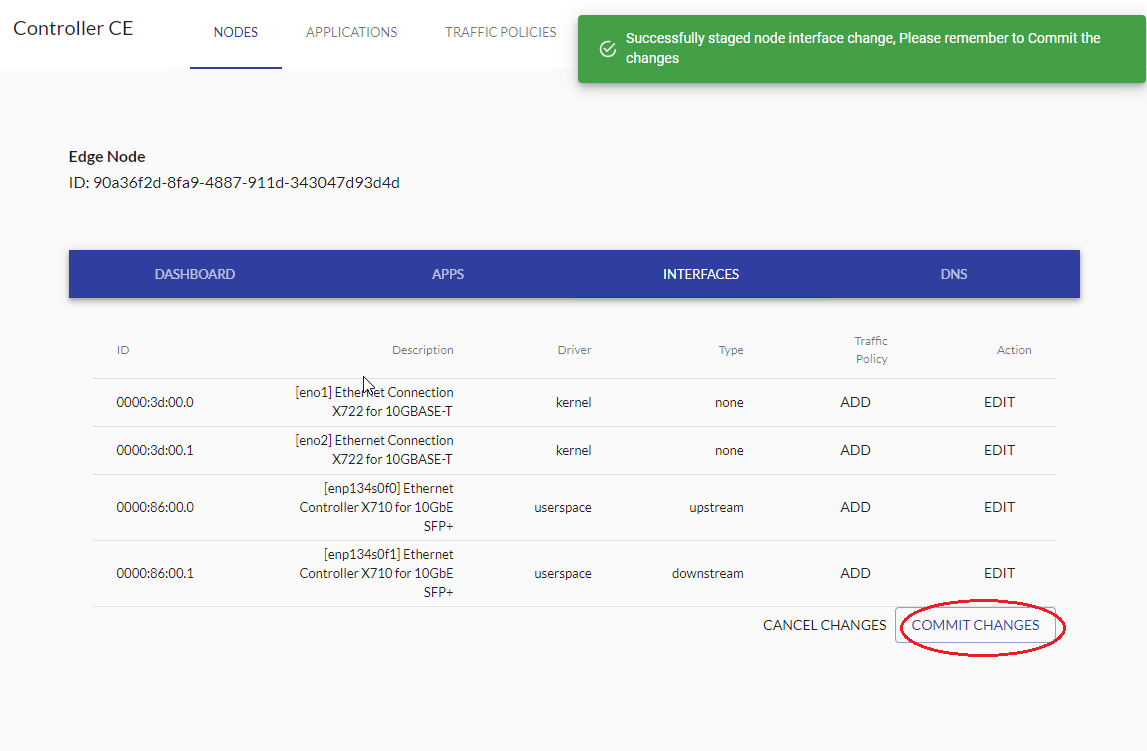 Controller CE
NODES
APPLICATIONS
TRAFFIC POLICIES
Successfully staged node interface change, Please remember to Commit the
changes
Edge Node
ID: 90a36f2d-8fa9-4887-911d-343047d93d4d
DASHBOARD
APPS
INTERFACES
DNS
ID
Description
Driver
Type
Traffic
Policy
Action
0000:3d:00.0
[eno1] Ethernet Connection
X722 for 10GBASE-T
kernel
none
ADD
EDIT
0000:3d:00.1
[eno2] Ethernet Connection
X722 for 10GBASE-T
kernel
none
ADD
EDIT
0000:86:00.0
[enp134s0f0] Ethernet
Controller X710 for 10GbE
SFP+
userspace
upstream
ADD
EDIT
0000:86:00.1
[enp134s0f1] Ethernet
Controller X710 for 10GbE
SFP+
userspace
downstream
ADD
EDIT
CANCEL CHANGES
COMMIT CHANGES